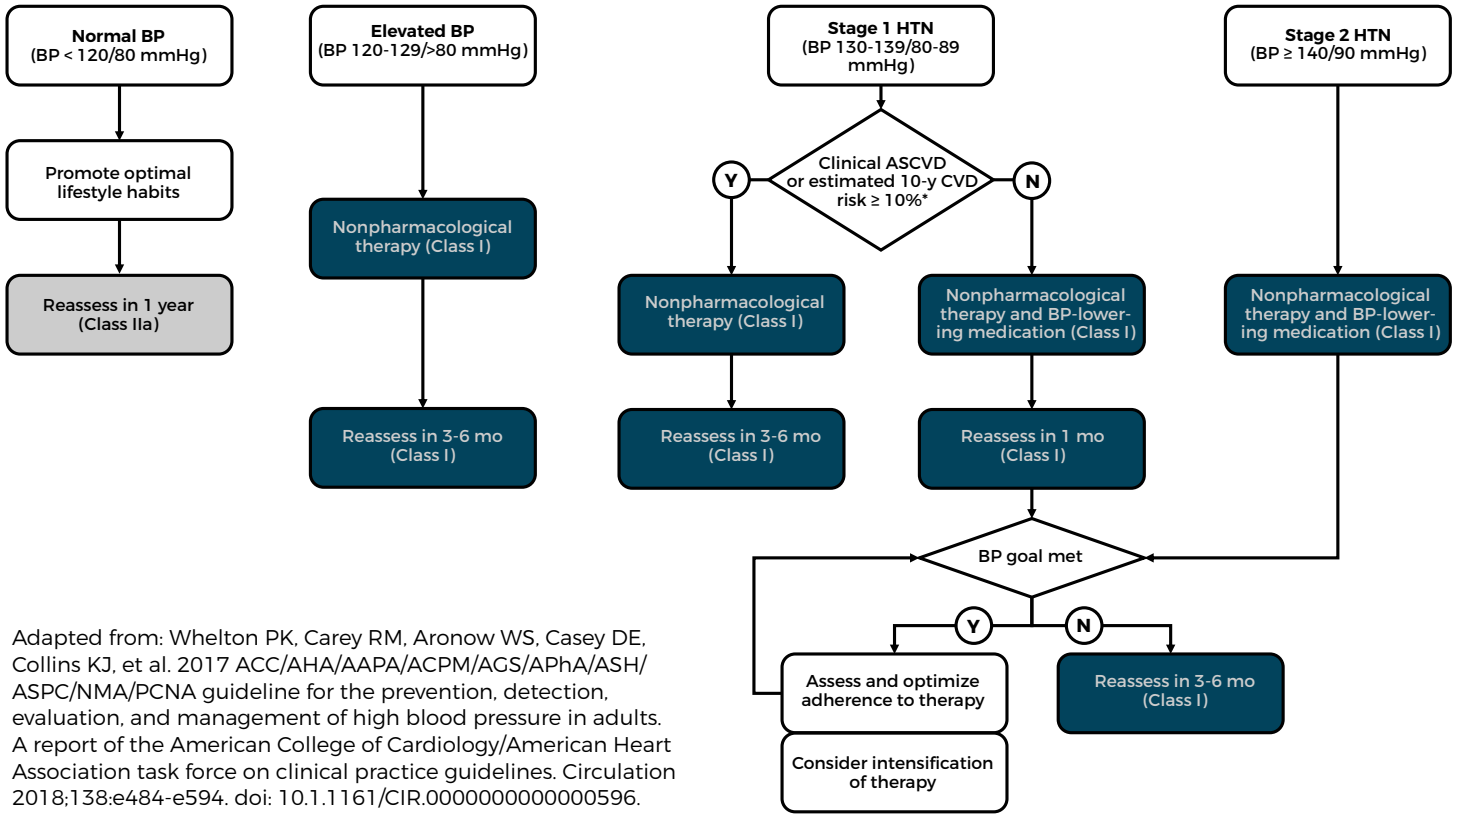 Normal BP
(BP < 120/80 mmHg)
Promote optimal
lifestyle habits
Reassess in 1 year
(Class IIa)
Elevated BP
(BP 120-129/>80 mmHg)
Nonpharmacological
therapy (Class I)
Reassess in 3-6 mo
(Class I)
Stage 1 HTN
(BP 130-139/80-89
mmHg)
Clinical ASCVD
or estimated 10-y CVD
risk ≥ 10%*
Y
N
Nonpharmacological
therapy (Class I)
Reassess in 3-6 mo
(Class I)
Nonpharmacological
therapy and BP-lower-
ing medication (Class I)
Reassess in 1 mo
(Class I)
Stage 2 HTN
(BP ≥ 140/90 mmHg)
Nonpharmacological
therapy and BP-lower-
ing medication (Class I)
BP goal met
Y
N
Assess and optimize
adherence to therapy
Consider intensification
of therapy
Reassess in 3-6 mo
(Class I)
Adapted from: Whelton PK, Carey RM, Aronow WS, Casey DE,
Collins KJ, et al. 2017 ACC/AHA/AAPA/ACPM/AGS/APhA/ASH/
ASPC/NMA/PCNA guideline for the prevention, detection,
evaluation, and management of high blood pressure in adults.
A report of the American College of Cardiology/American Heart
Association task force on clinical practice guidelines. Circulation
2018;138:e484-e594. doi: 10.1.1161/CIR.0000000000000596.